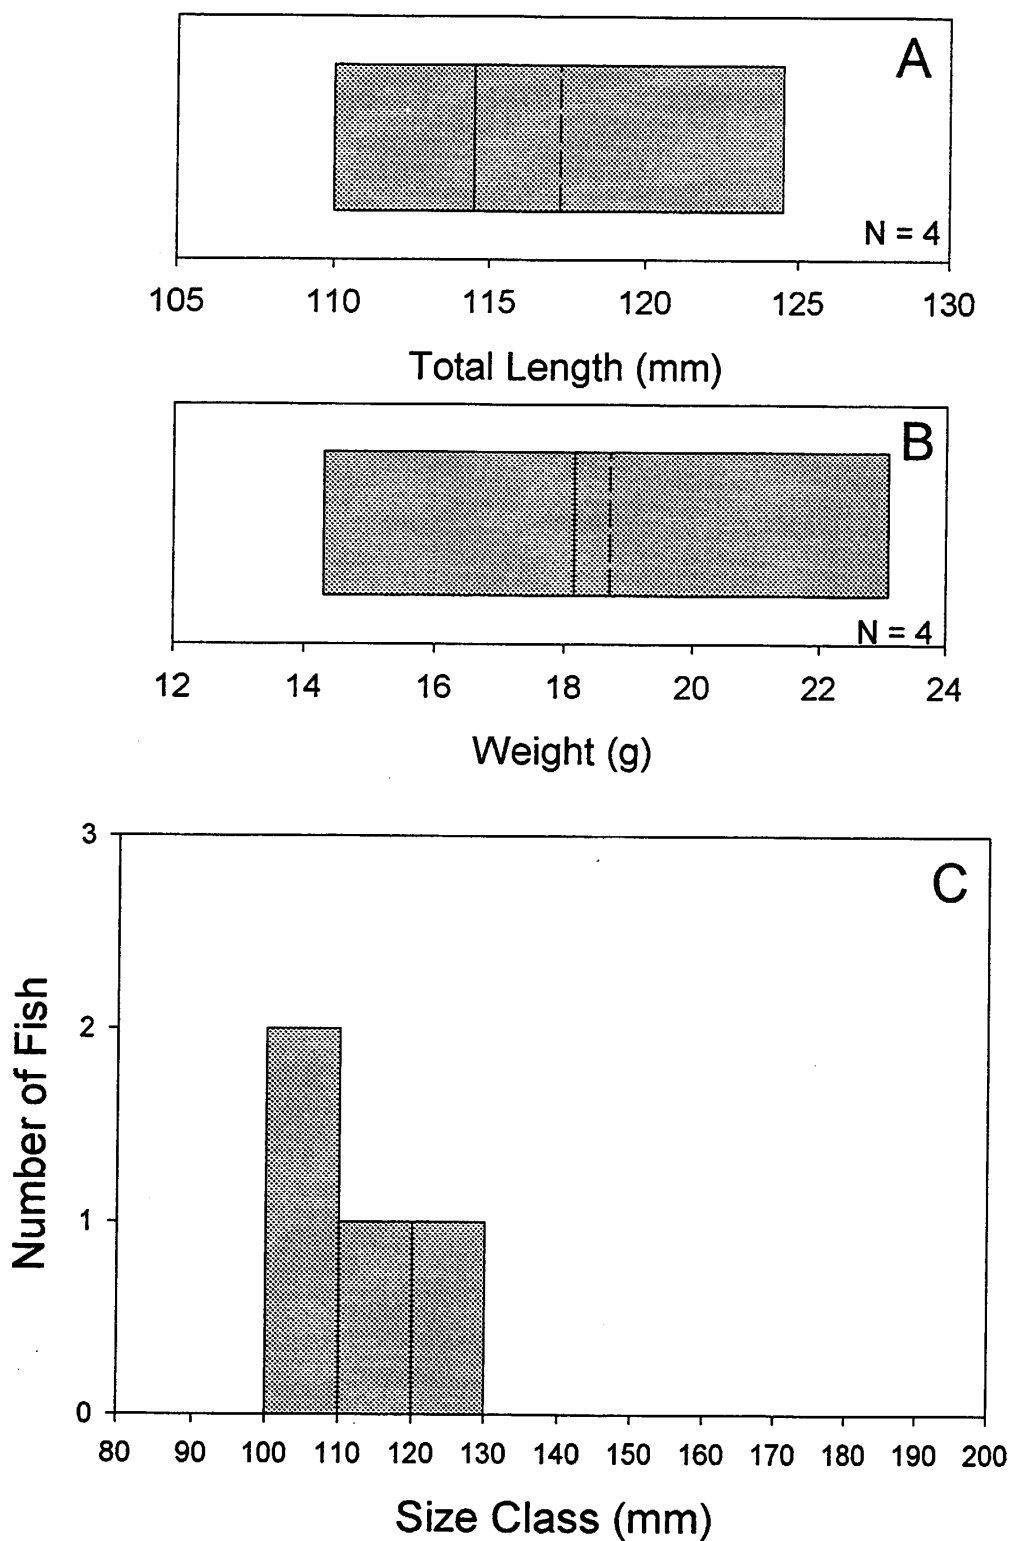 A
N = 4
105 110 115 120 125 130
Total Length (mm)
B
N = 4
12 14 16 18 20 22 24
Weight (g)
3
C
2
1
0
Number of Fish
80 90 100 110 120 130 140 150 160 170 180 190 200
Size Class (mm)